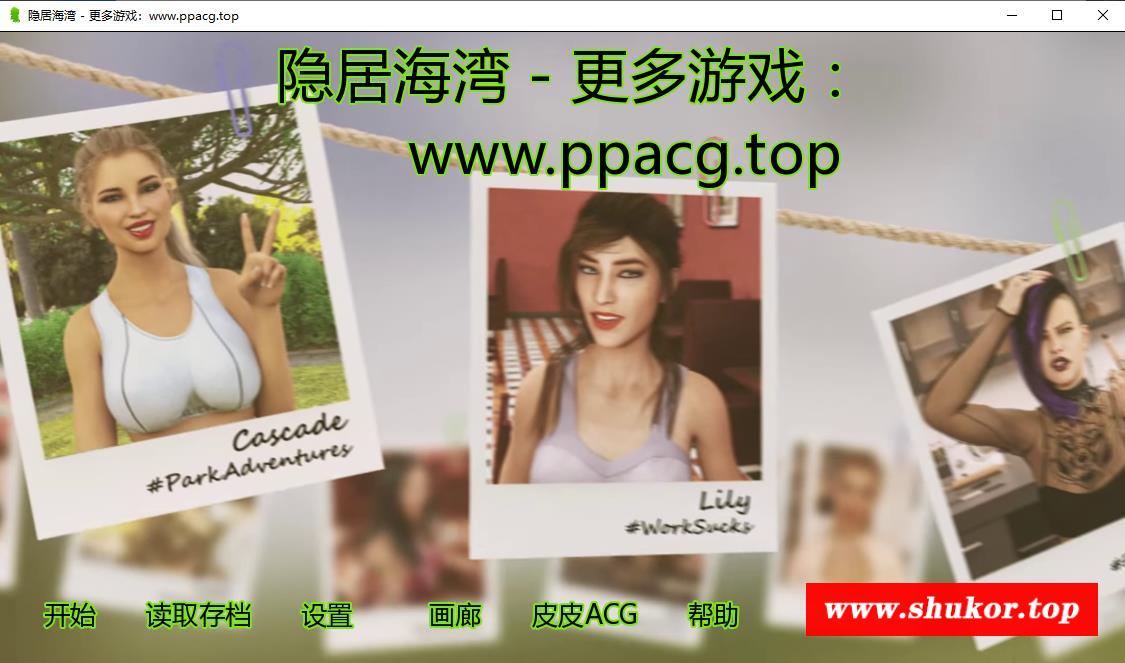 隐居海湾 - 更多游戏：www.ppacg.top
隐居海湾 - 更多游戏：
www.ppacg.top
Cascade
#ParkAdventures
Lily
#WorkSucks
开始 读取存档 设置 画廊 皮皮ACG 帮助
www.shukor.top